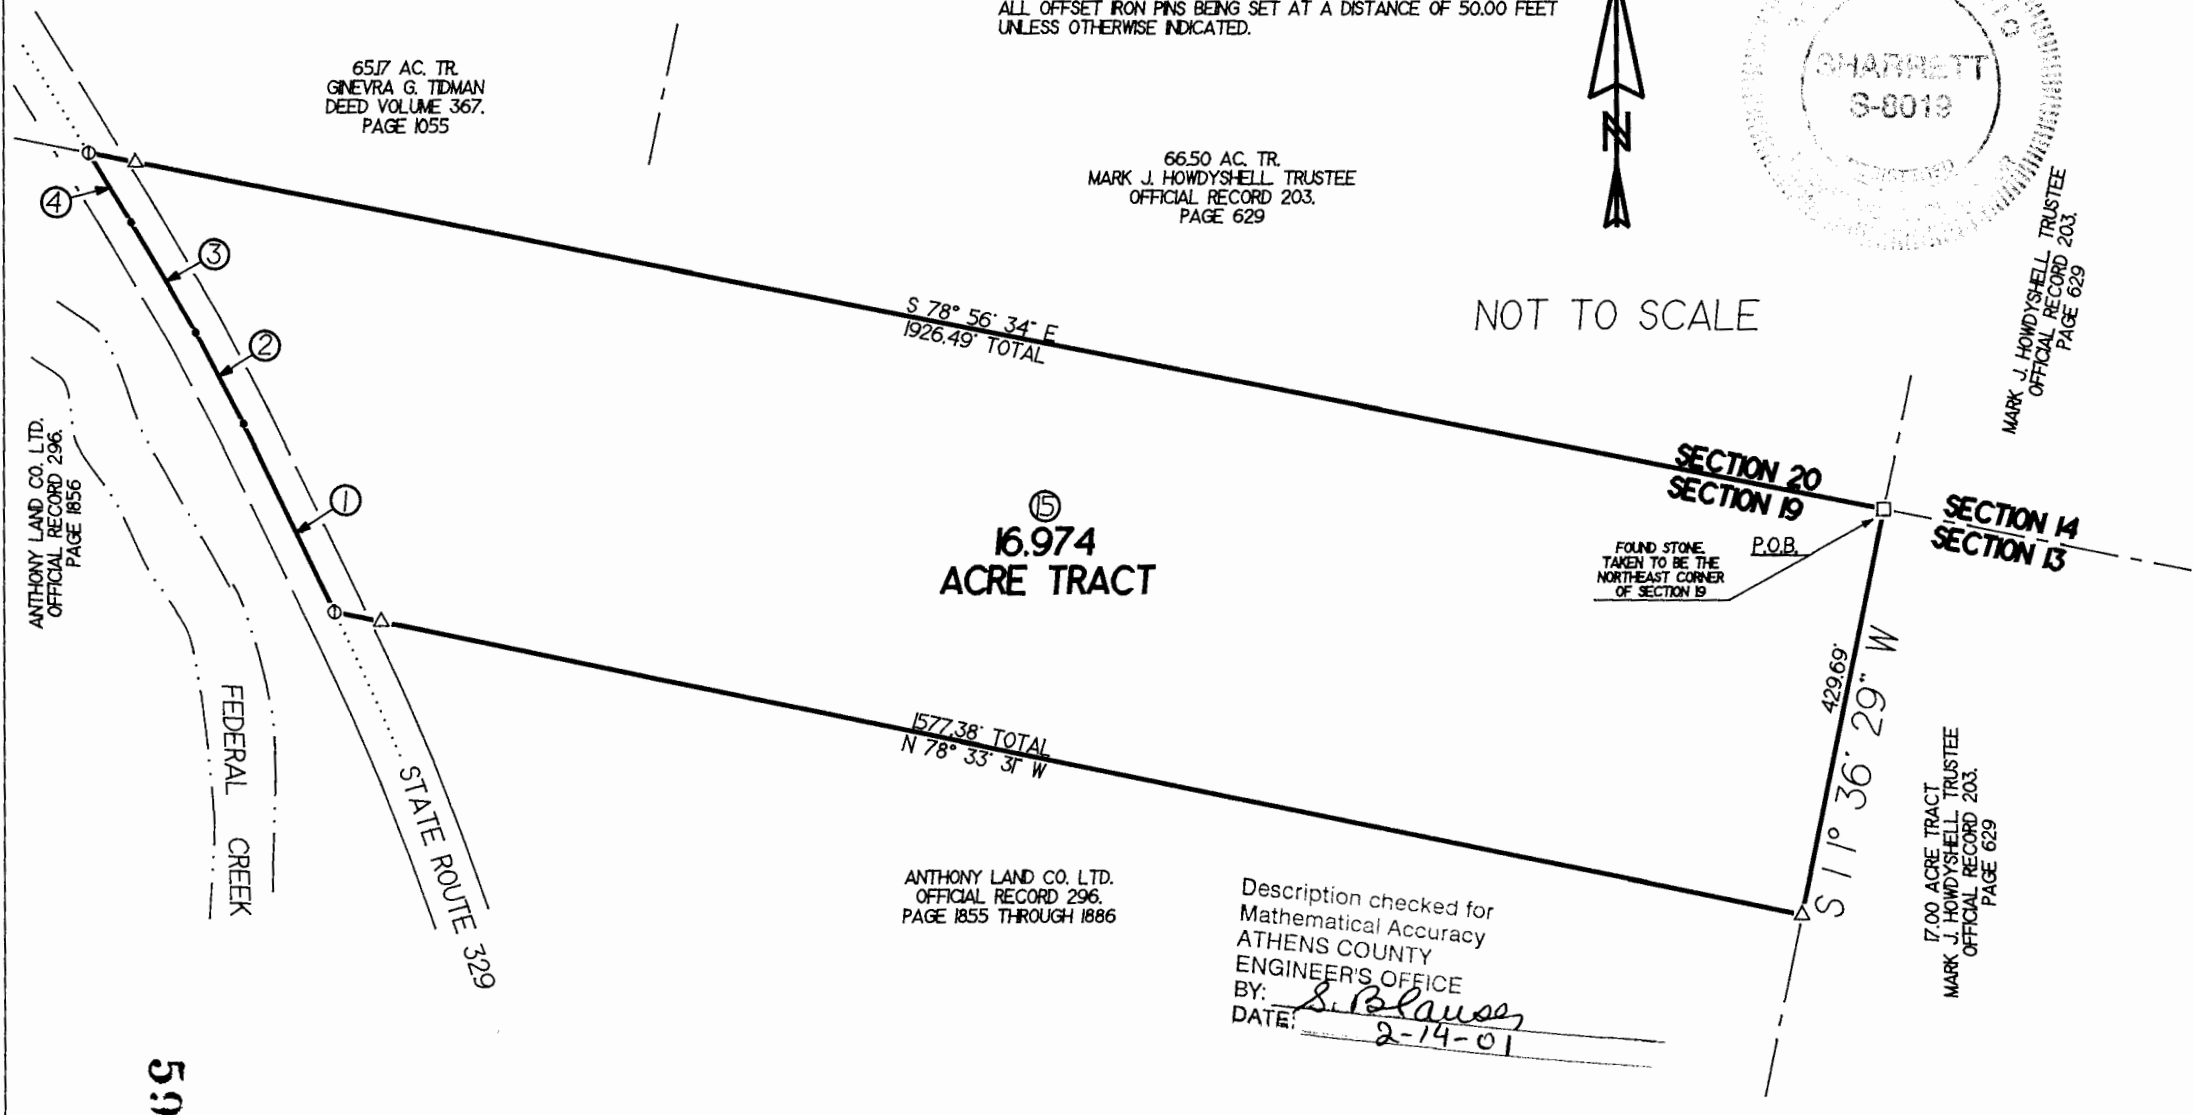 ALL OFFSET IRON PINS BEING SET AT A DISTANCE OF 50.00 FEET
UNLESS OTHERWISE INDICATED.
65.17 AC. TR.
GINEVRA G. TIDMAN
DEED VOLUME 367,
PAGE 1055
66.50 AC. TR.
MARK J. HOWDYSHELL TRUSTEE
OFFICIAL RECORD 203,
PAGE 629
N
SHARRETT
S-6019
MARK J. HOWDYSHELL TRUSTEE
OFFICIAL RECORD 203,
PAGE 629
NOT TO SCALE
4
3
2
1
S 78° 56' 34" E
1926.49' TOTAL
SECTION 20
SECTION 19
SECTION 14
SECTION 13
P.O.B.
FOUND STONE,
TAKEN TO BE THE
NORTHEAST CORNER
OF SECTION 19
15
16.974
ACRE TRACT
ANTHONY LAND CO. LTD.
OFFICIAL RECORD 296,
PAGE 1856
429.69'
S 11° 36' 29" W
1577.38' TOTAL
N 78° 33' 31" W
FEDERAL CREEK
STATE ROUTE 329
17.00 ACRE TRACT
MARK J. HOWDYSHELL TRUSTEE
OFFICIAL RECORD 203,
PAGE 629
ANTHONY LAND CO. LTD.
OFFICIAL RECORD 296,
PAGE 1855 THROUGH 1886
Description checked for
Mathematical Accuracy
ATHENS COUNTY
ENGINEER'S OFFICE
BY: S. Blauser
DATE: 2-14-01
59